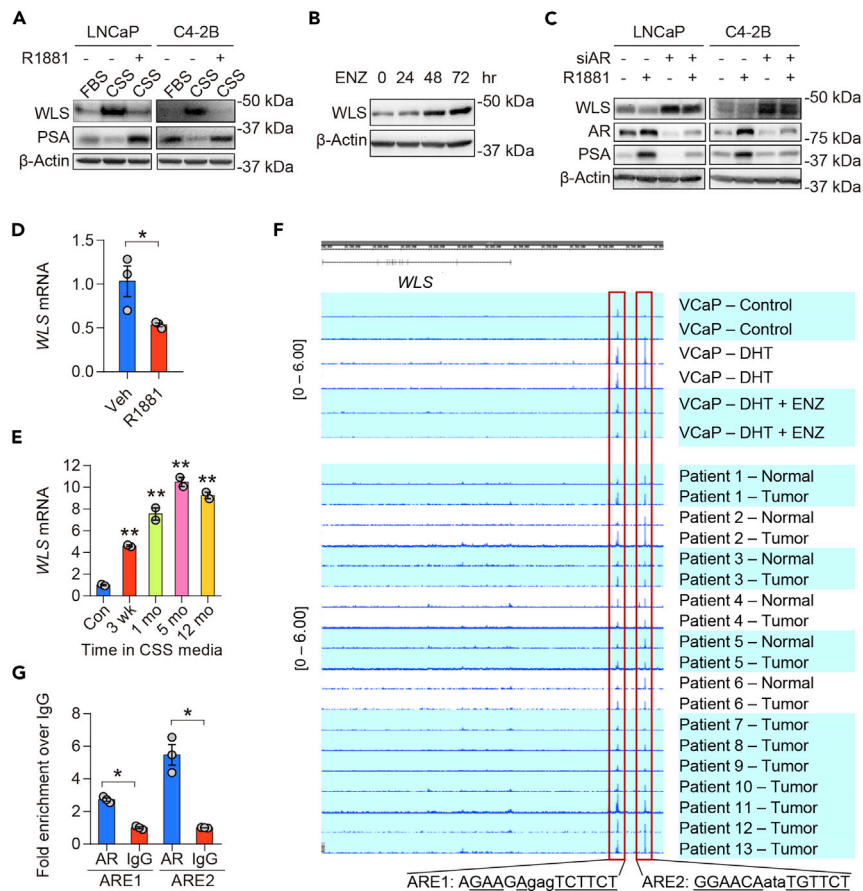 A
LNCaP C4-2B
R1881 - - + - - +
FBS CSS CSS FBS CSS CSS
WLS
-50 kDa
-37 kDa
PSA
β-Actin
-37 kDa
B
ENZ 0 24 48 72 hr
WLS
-50 kDa
β-Actin
-37 kDa
C
LNCaP C4-2B
siAR - - + + - - + +
R1881 - + - + - + - +
WLS
-50 kDa
AR
-75 kDa
PSA
-37 kDa
β-Actin
-37 kDa
D
WLS mRNA
1.5
1.0
0.5
0.0
*
Veh R1881
E
WLS mRNA
12
10
8
6
4
2
0
** ** ** **
Con 3 wk 1 mo 5 mo 12 mo
Time in CSS media
F
WLS
[0 – 6.00]
VCaP – Control
VCaP – Control
VCaP – DHT
VCaP – DHT
VCaP – DHT + ENZ
VCaP – DHT + ENZ
[0 – 6.00]
Patient 1 – Normal
Patient 1 – Tumor
Patient 2 – Normal
Patient 2 – Tumor
Patient 3 – Normal
Patient 3 – Tumor
Patient 4 – Normal
Patient 4 – Tumor
Patient 5 – Normal
Patient 5 – Tumor
Patient 6 – Normal
Patient 6 – Tumor
Patient 7 – Tumor
Patient 8 – Tumor
Patient 9 – Tumor
Patient 10 – Tumor
Patient 11 – Tumor
Patient 12 – Tumor
Patient 13 – Tumor
ARE1: AGAAGAgagTCTTCT ARE2: GGAACAataTGTTCT
G
Fold enrichment over IgG
8
6
4
2
0
* *
AR IgG AR IgG
ARE1 ARE2